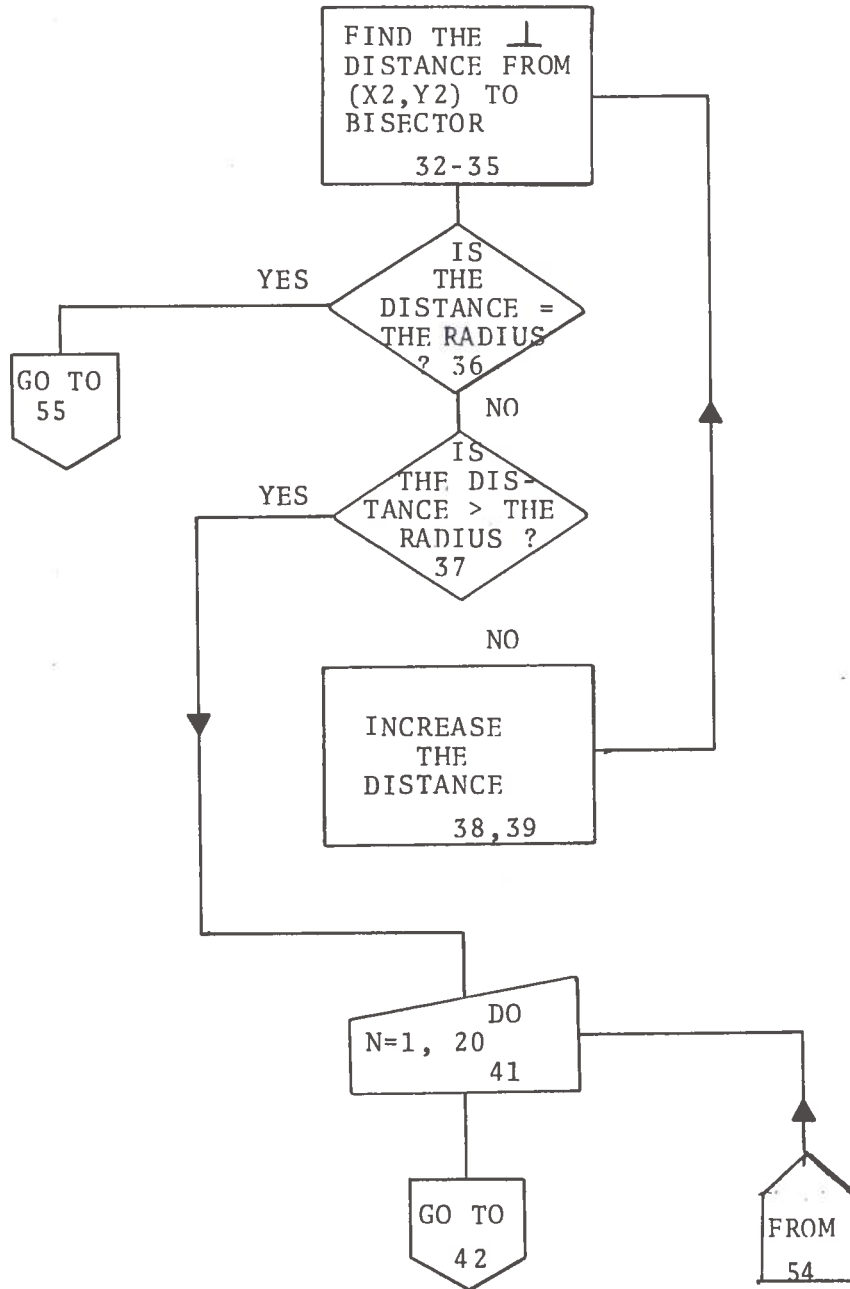 FIND THE ⊥
DISTANCE FROM
(X2,Y2) TO
BISECTOR
32-35
IS
THE
DISTANCE =
THE RADIUS
? 36
YES
GO TO
55
NO
IS
THE DIS-
TANCE > THE
RADIUS ?
37
YES
NO
INCREASE
THE
DISTANCE
38,39
DO
N=1, 20
41
GO TO
42
FROM
54